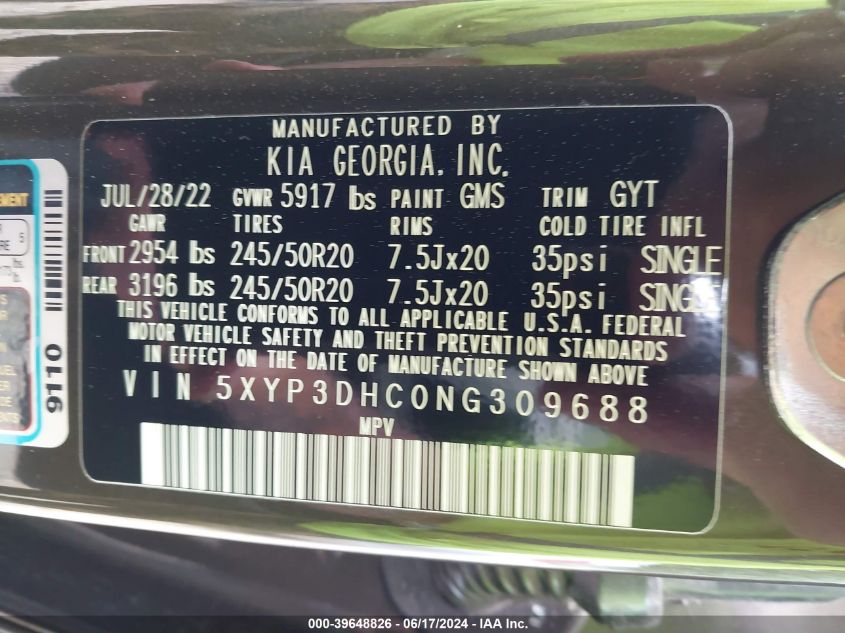 MANUFACTURED BY
KIA GEORGIA, INC.
JUL/28/22 GVWR 5917 lbs PAINT GMS TRIM GYT
GAWR TIRES RIMS COLD TIRE INFL
FRONT 2954 lbs 245/50R20 7.5Jx20 35psi SINGLE
REAR 3196 lbs 245/50R20 7.5Jx20 35psi SINGLE
THIS VEHICLE CONFORMS TO ALL APPLICABLE U.S.A. FEDERAL
MOTOR VEHICLE SAFETY AND THEFT PREVENTION STANDARDS
IN EFFECT ON THE DATE OF MANUFACTURE SHOWN ABOVE
VIN 5XYP3DHC0NG309688
MPV
9110
000-39648826 - 06/17/2024 - IAA Inc.